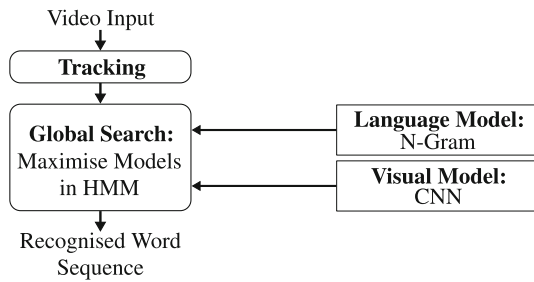 Video Input
Tracking
Global Search:
Maximise Models
in HMM
Language Model:
N-Gram
Visual Model:
CNN
Recognised Word
Sequence